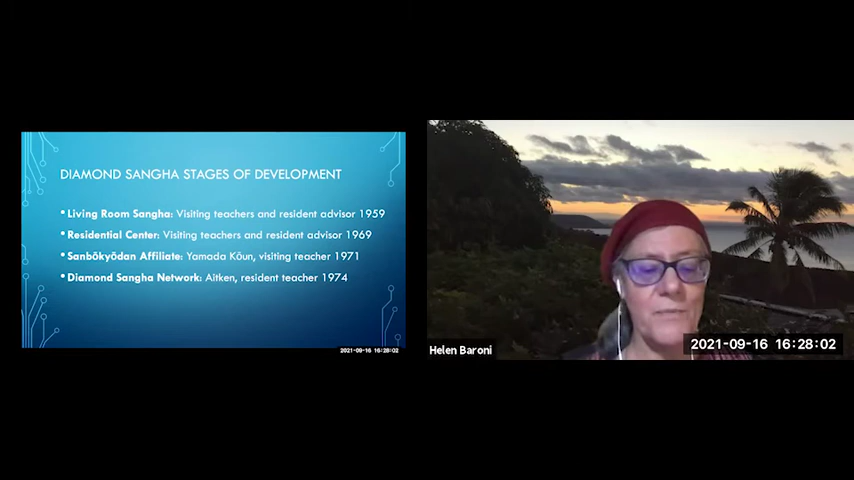 DIAMOND SANGHA STAGES OF DEVELOPMENT
• Living Room Sangha: Visiting teachers and resident advisor 1959
• Residential Center: Visiting teachers and resident advisor 1969
• Sanbōkyōdan Affiliate: Yamada Kōun, visiting teacher 1971
• Diamond Sangha Network: Aitken, resident teacher 1974
2021-09-16 16:28:02
Helen Baroni
2021-09-16 16:28:02